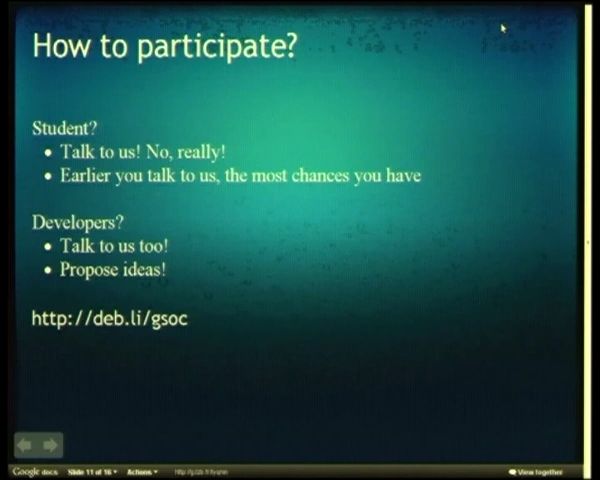 How to participate?
Student?
• Talk to us! No, really!
• Earlier you talk to us, the most chances you have
Developers?
• Talk to us too!
• Propose ideas!
http://deb.li/gsoc
Google docs Slide 11 of 16 Actions View together